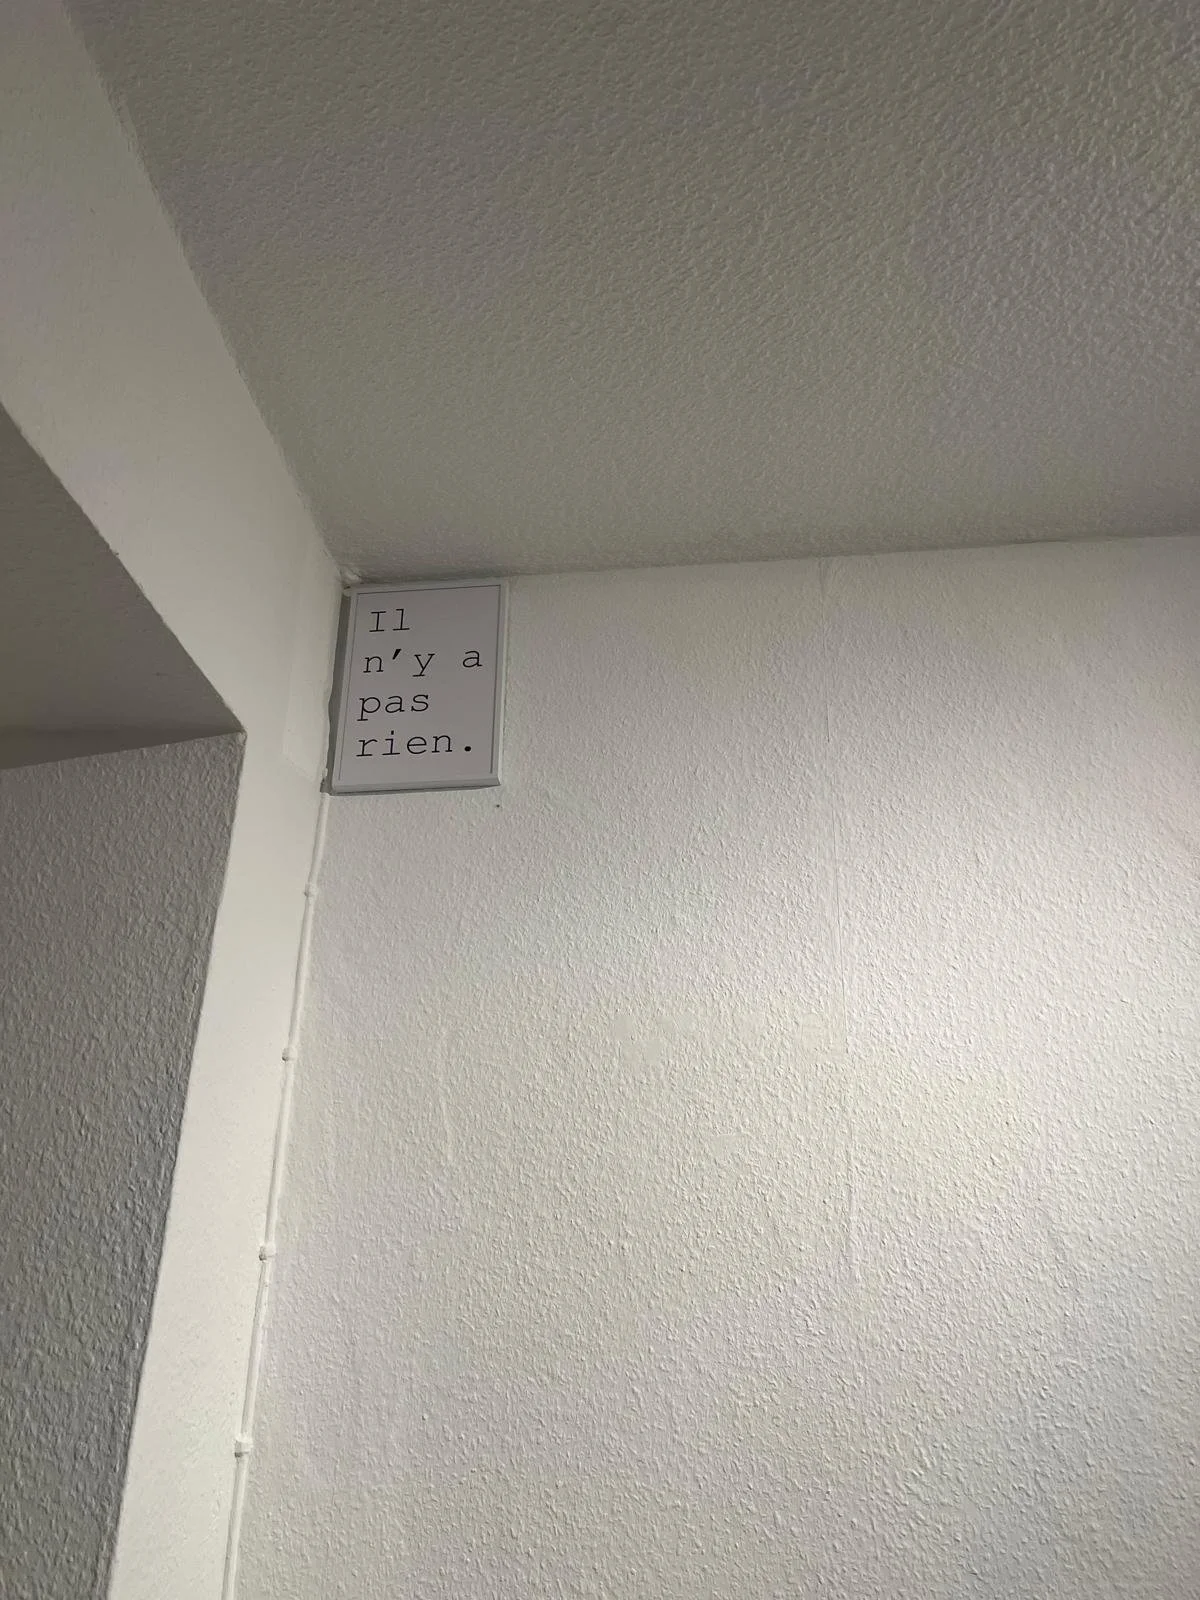 Il
n'y a
pas
rien.